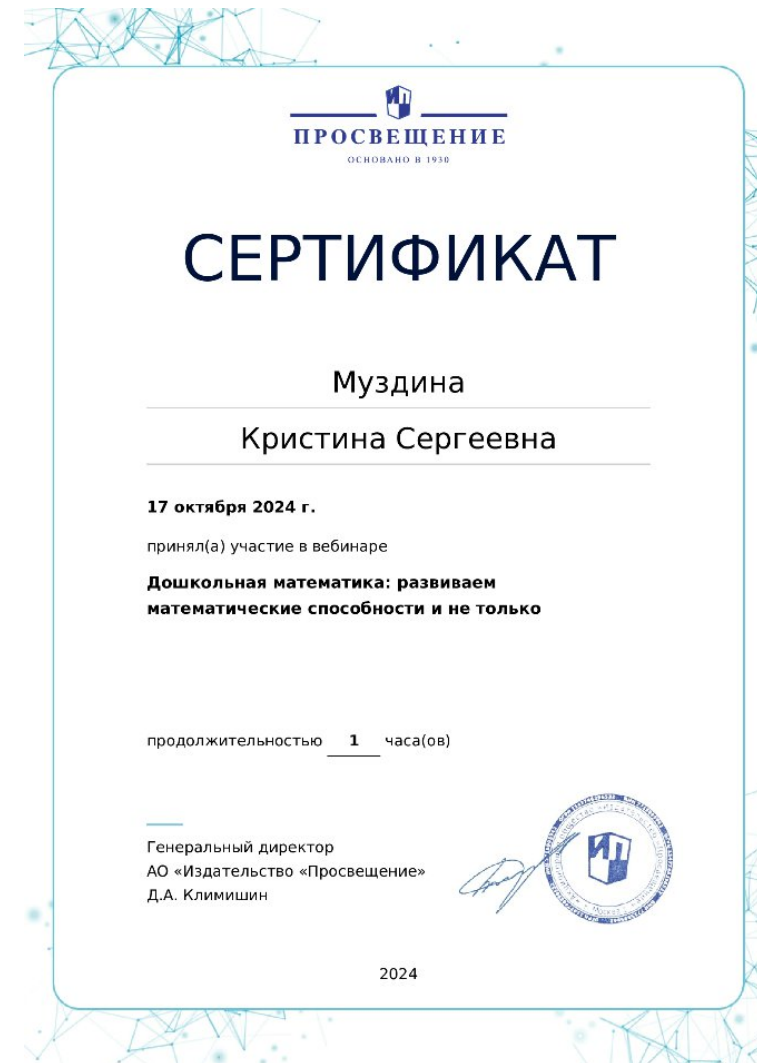 ПРОСВЕЩЕНИЕ
ОСНОВАНО В 1930
СЕРТИФИКАТ
Муздина
Кристина Сергеевна
17 октября 2024 г.
принял(а) участие в вебинаре
Дошкольная математика: развиваем
математические способности и не только
продолжительностью 1 часа(ов)
Генеральный директор
АО «Издательство «Просвещение»
Д.А. Климишин
ИП
2024